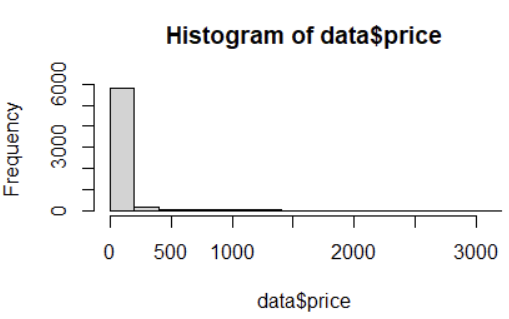 Histogram of data$price
Frequency
6000
3000
0
0 500 1000 2000 3000
data$price